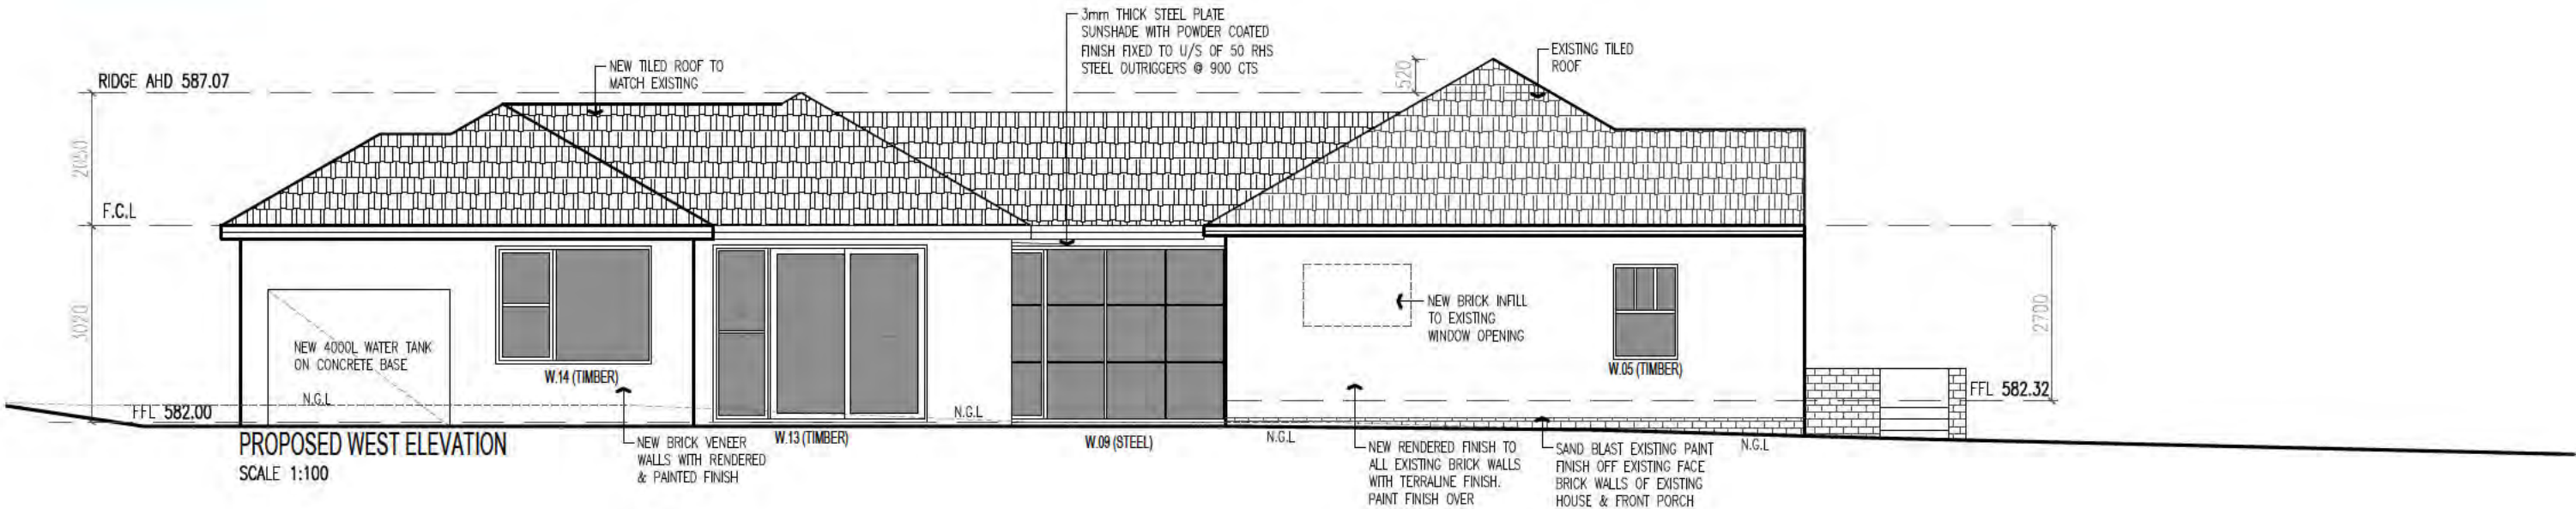 3mm THICK STEEL PLATE
SUNSHADE WITH POWDER COATED
FINISH FIXED TO U/S OF 50 RHS
STEEL OUTRIGGERS @ 900 CTS
EXISTING TILED
ROOF
NEW TILED ROOF TO
MATCH EXISTING
520
RIDGE AHD 587.07
2050
F.C.L
3020
2700
NEW BRICK INFILL
TO EXISTING
WINDOW OPENING
NEW 4000L WATER TANK
ON CONCRETE BASE
W.14 (TIMBER)
W.05 (TIMBER)
N.G.L
N.G.L
FFL 582.00
FFL 582.32
W.13 (TIMBER)
W.09 (STEEL)
N.G.L
N.G.L
PROPOSED WEST ELEVATION
SCALE 1:100
NEW BRICK VENEER
WALLS WITH RENDERED
& PAINTED FINISH
NEW RENDERED FINISH TO
ALL EXISTING BRICK WALLS
WITH TERRALINE FINISH.
PAINT FINISH OVER
SAND BLAST EXISTING PAINT
FINISH OFF EXISTING FACE
BRICK WALLS OF EXISTING
HOUSE & FRONT PORCH